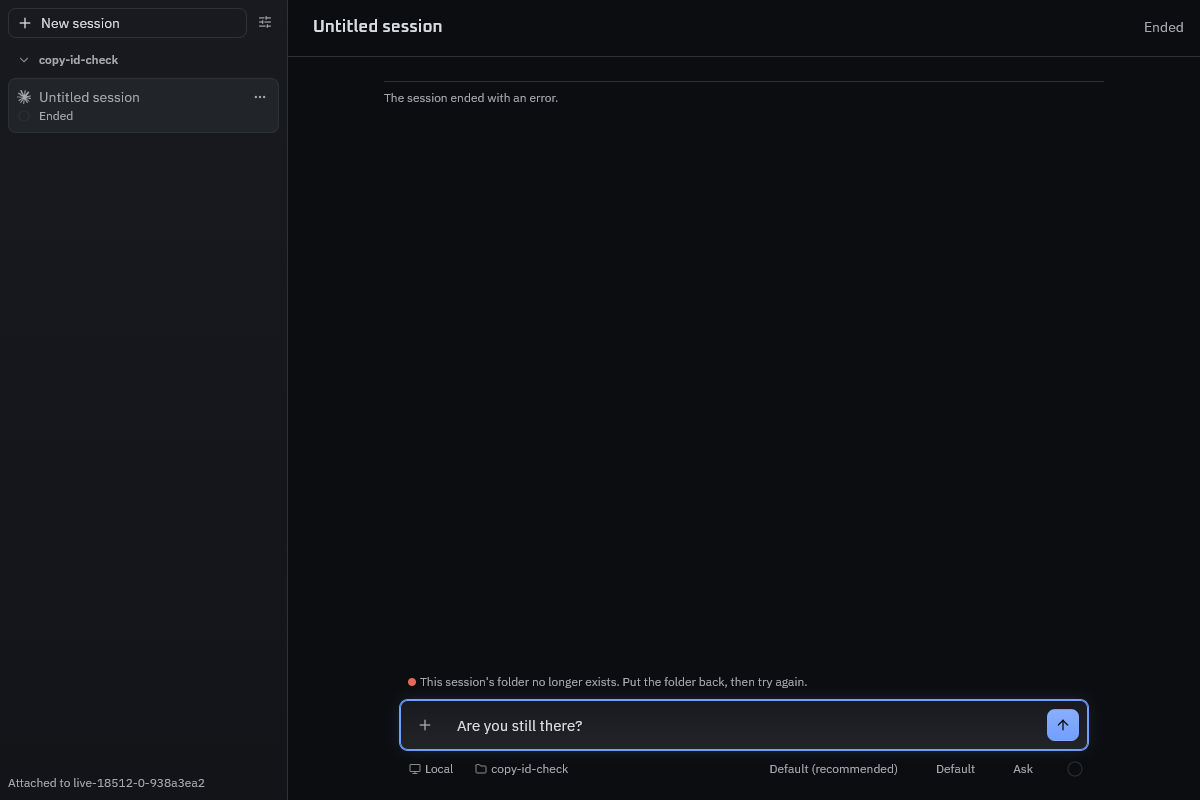 New session
copy-id-check
Untitled session
Ended
Attached to live-18512-0-938a3ea2
Untitled session
Ended
The session ended with an error.
This session's folder no longer exists. Put the folder back, then try again.
Are you still there?
Local
copy-id-check
Default (recommended)
Default
Ask